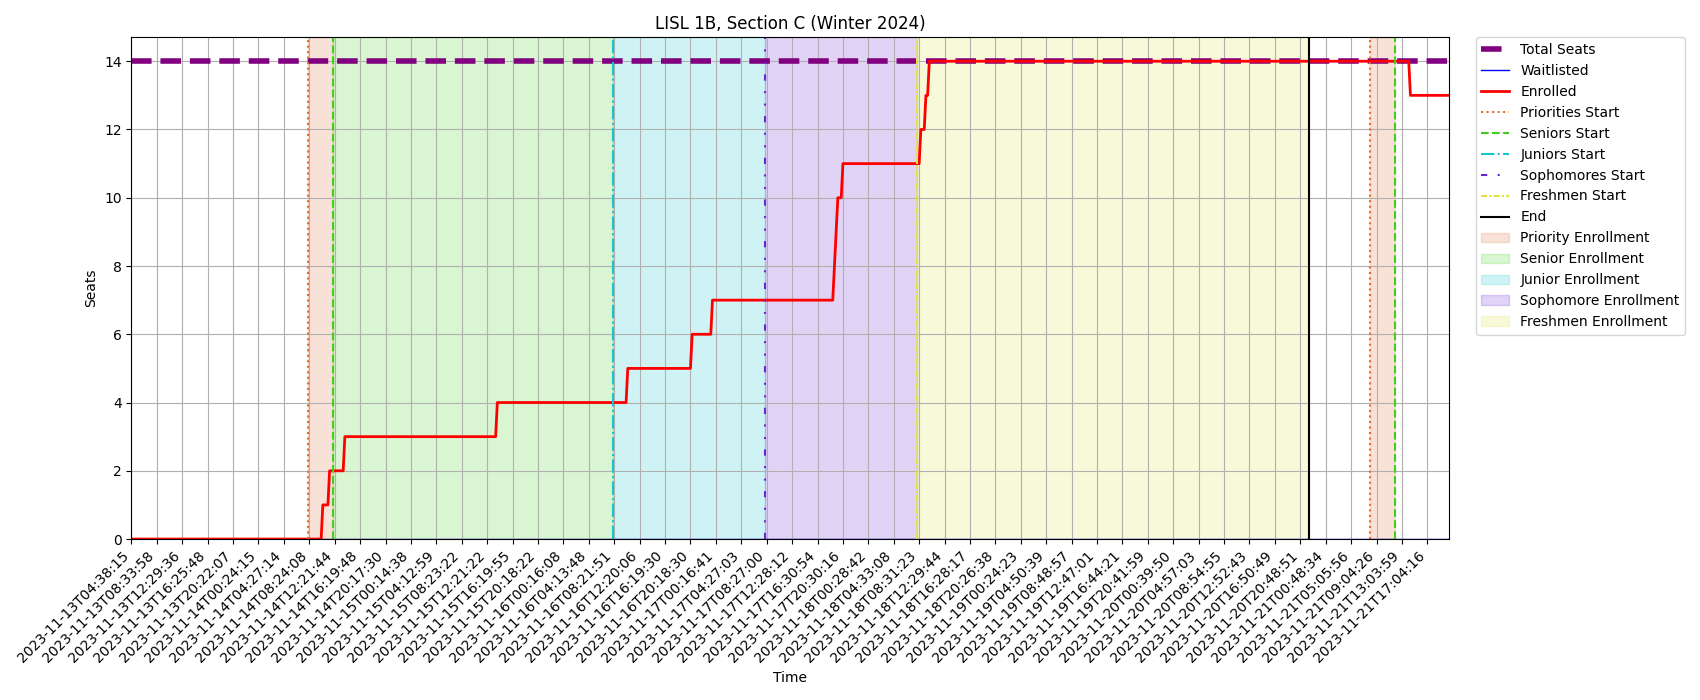 LISL 1B, Section C (Winter 2024)
Total Seats
Waitlisted
Enrolled
Priorities Start
Seniors Start
Juniors Start
Sophomores Start
Freshmen Start
End
Priority Enrollment
Senior Enrollment
Junior Enrollment
Sophomore Enrollment
Freshmen Enrollment
Seats
14
12
10
8
6
4
2
0
2023-11-13T04:38:15
2023-11-13T08:33:58
2023-11-13T12:29:36
2023-11-13T16:25:48
2023-11-13T20:22:07
2023-11-14T00:24:15
2023-11-14T04:27:14
2023-11-14T08:24:08
2023-11-14T12:21:44
2023-11-14T16:19:48
2023-11-14T20:17:30
2023-11-15T00:14:38
2023-11-15T04:12:59
2023-11-15T08:23:22
2023-11-15T12:21:22
2023-11-15T16:19:55
2023-11-15T20:18:22
2023-11-16T00:16:08
2023-11-16T04:13:48
2023-11-16T08:21:51
2023-11-16T12:20:06
2023-11-16T16:19:30
2023-11-16T20:18:30
2023-11-17T00:16:41
2023-11-17T04:27:03
2023-11-17T08:27:00
2023-11-17T12:28:12
2023-11-17T16:30:54
2023-11-17T20:30:16
2023-11-18T00:28:42
2023-11-18T04:33:08
2023-11-18T08:31:23
2023-11-18T12:29:44
2023-11-18T16:28:17
2023-11-18T20:26:38
2023-11-19T00:24:23
2023-11-19T04:50:39
2023-11-19T08:48:57
2023-11-19T12:47:01
2023-11-19T16:44:21
2023-11-19T20:41:59
2023-11-20T00:39:50
2023-11-20T04:57:03
2023-11-20T08:54:55
2023-11-20T12:52:43
2023-11-20T16:50:49
2023-11-20T20:48:51
2023-11-21T00:48:34
2023-11-21T05:05:56
2023-11-21T09:04:26
2023-11-21T13:03:59
2023-11-21T17:04:16
Time